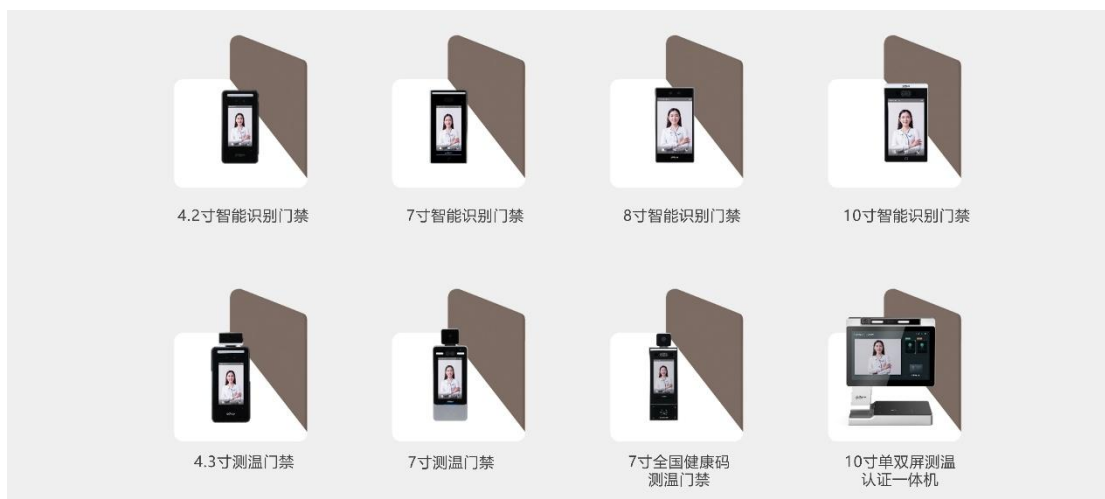 4.2寸智能识别门禁
7寸智能识别门禁
8寸智能识别门禁
10寸智能识别门禁
4.3寸测温门禁
7寸测温门禁
7寸全国健康码
测温门禁
10寸单双屏测温
认证一体机